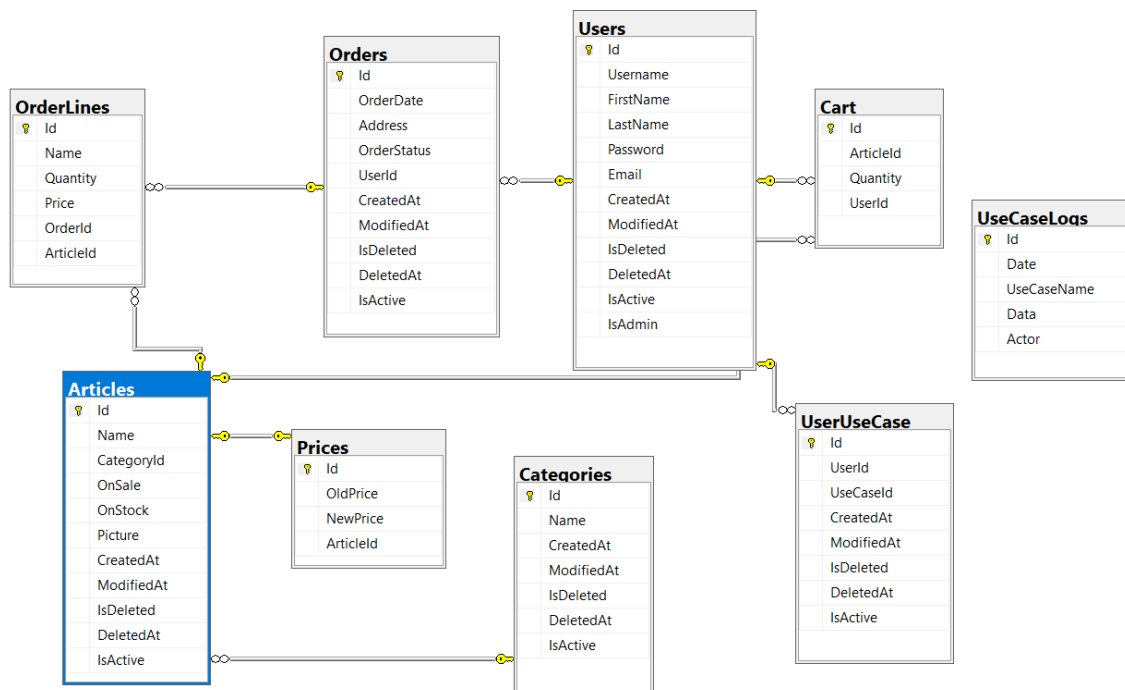 OrderLines
Id
Name
Quantity
Price
OrderId
ArticleId
Orders
Id
OrderDate
Address
OrderStatus
UserId
CreatedAt
ModifiedAt
IsDeleted
DeletedAt
IsActive
Users
Id
Username
FirstName
LastName
Password
Email
CreatedAt
ModifiedAt
IsDeleted
DeletedAt
IsActive
IsAdmin
Cart
Id
ArticleId
Quantity
UserId
UseCaseLogs
Id
Date
UseCaseName
Data
Actor
Articles
Id
Name
CategoryId
OnSale
OnStock
Picture
CreatedAt
ModifiedAt
IsDeleted
DeletedAt
IsActive
Prices
Id
OldPrice
NewPrice
ArticleId
Categories
Id
Name
CreatedAt
ModifiedAt
IsDeleted
DeletedAt
IsActive
UserUseCase
Id
UserId
UseCaseId
CreatedAt
ModifiedAt
IsDeleted
DeletedAt
IsActive